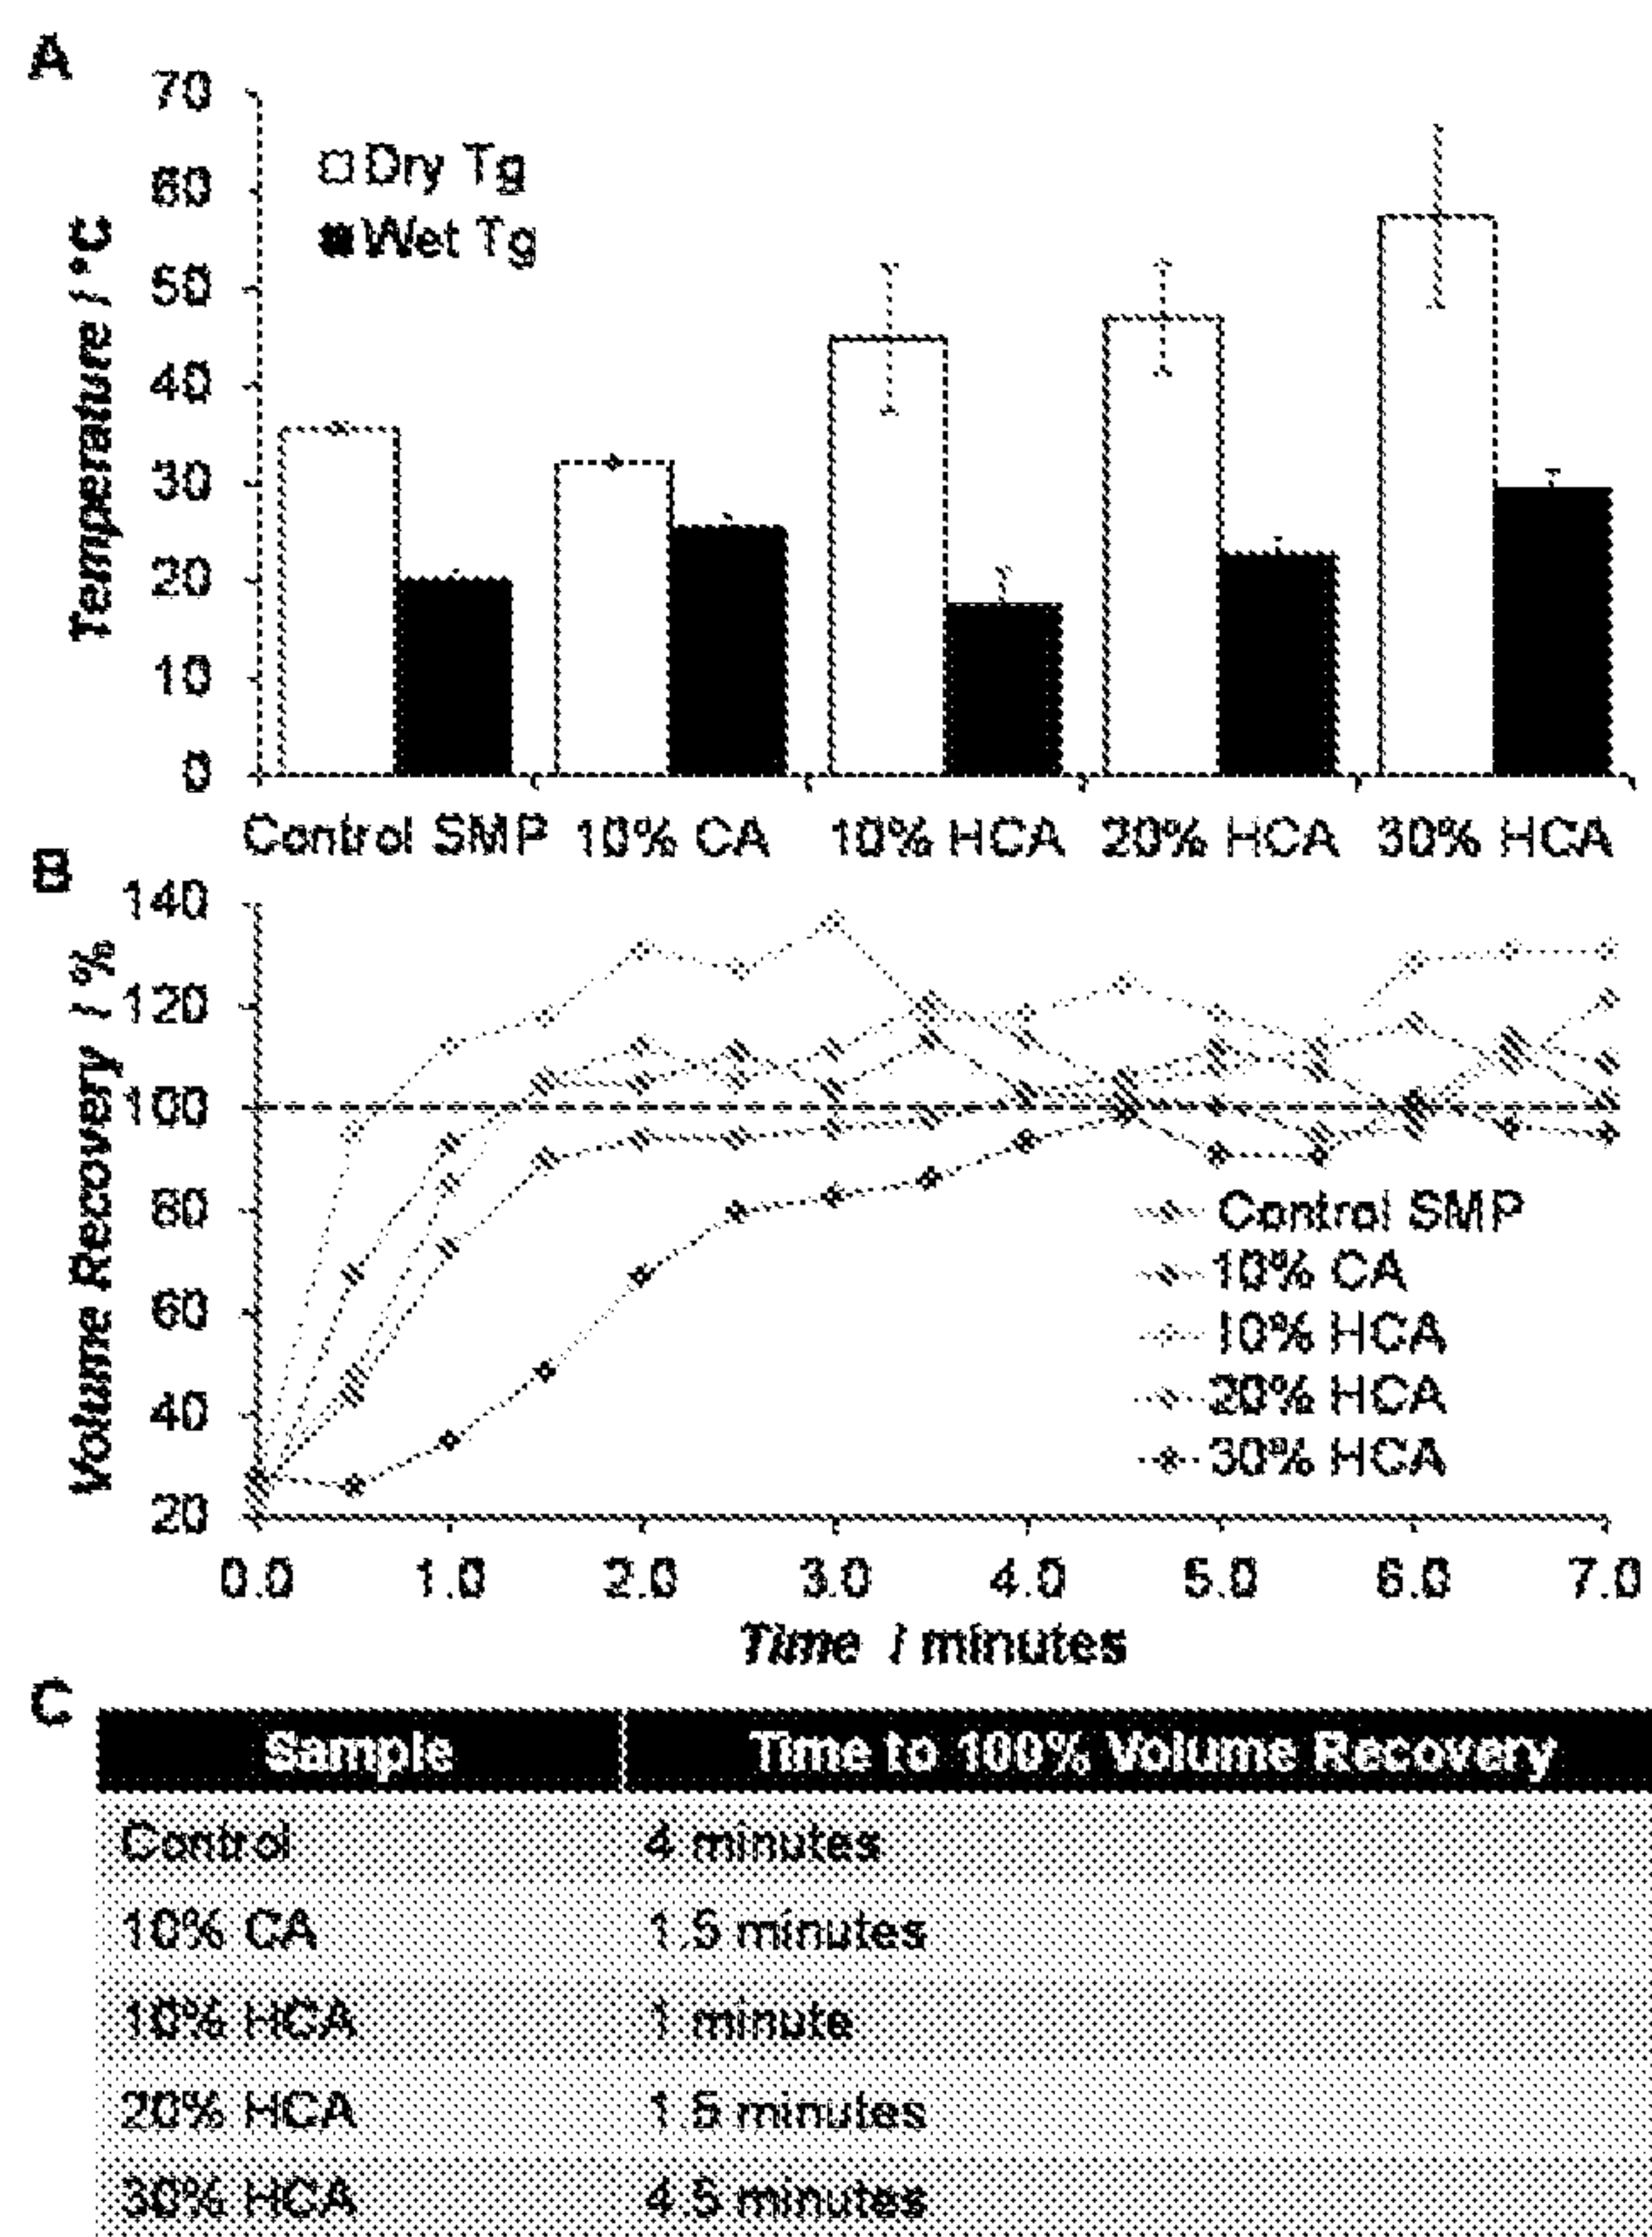 A
70
60
50
40
30
20
10
0
Temperature / °C
Dry Tg
Wet Tg
Control SMP 10% CA 10% HCA 20% HCA 30% HCA
B
140
120
100
80
60
40
20
Volume Recovery / %
Control SMP
10% CA
10% HCA
20% HCA
30% HCA
0.0 1.0 2.0 3.0 4.0 5.0 6.0 7.0
Time / minutes
C
Sample Time to 100% Volume Recovery
Control 4 minutes
10% CA 1.5 minutes
10% HCA 1 minute
20% HCA 1.5 minutes
30% HCA 4.5 minutes